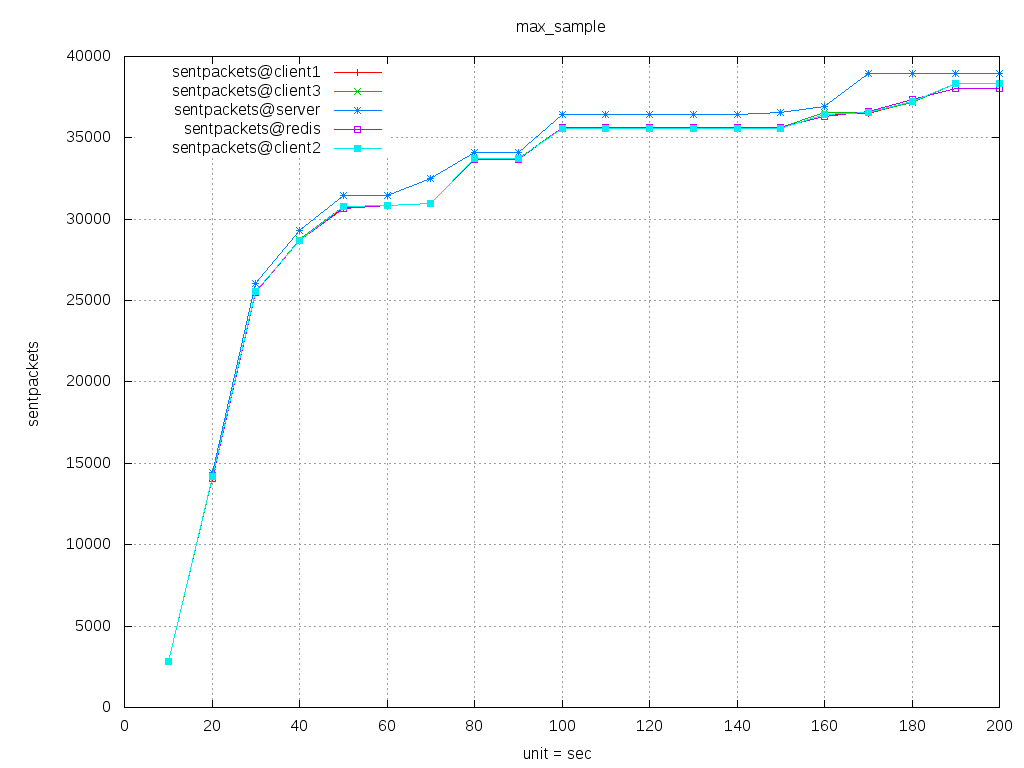 max_sample
sentpackets@client1
sentpackets@client3
sentpackets@server
sentpackets@redis
sentpackets@client2
40000
35000
30000
25000
20000
15000
10000
5000
0
sentpackets
0 20 40 60 80 100 120 140 160 180 200
unit = sec